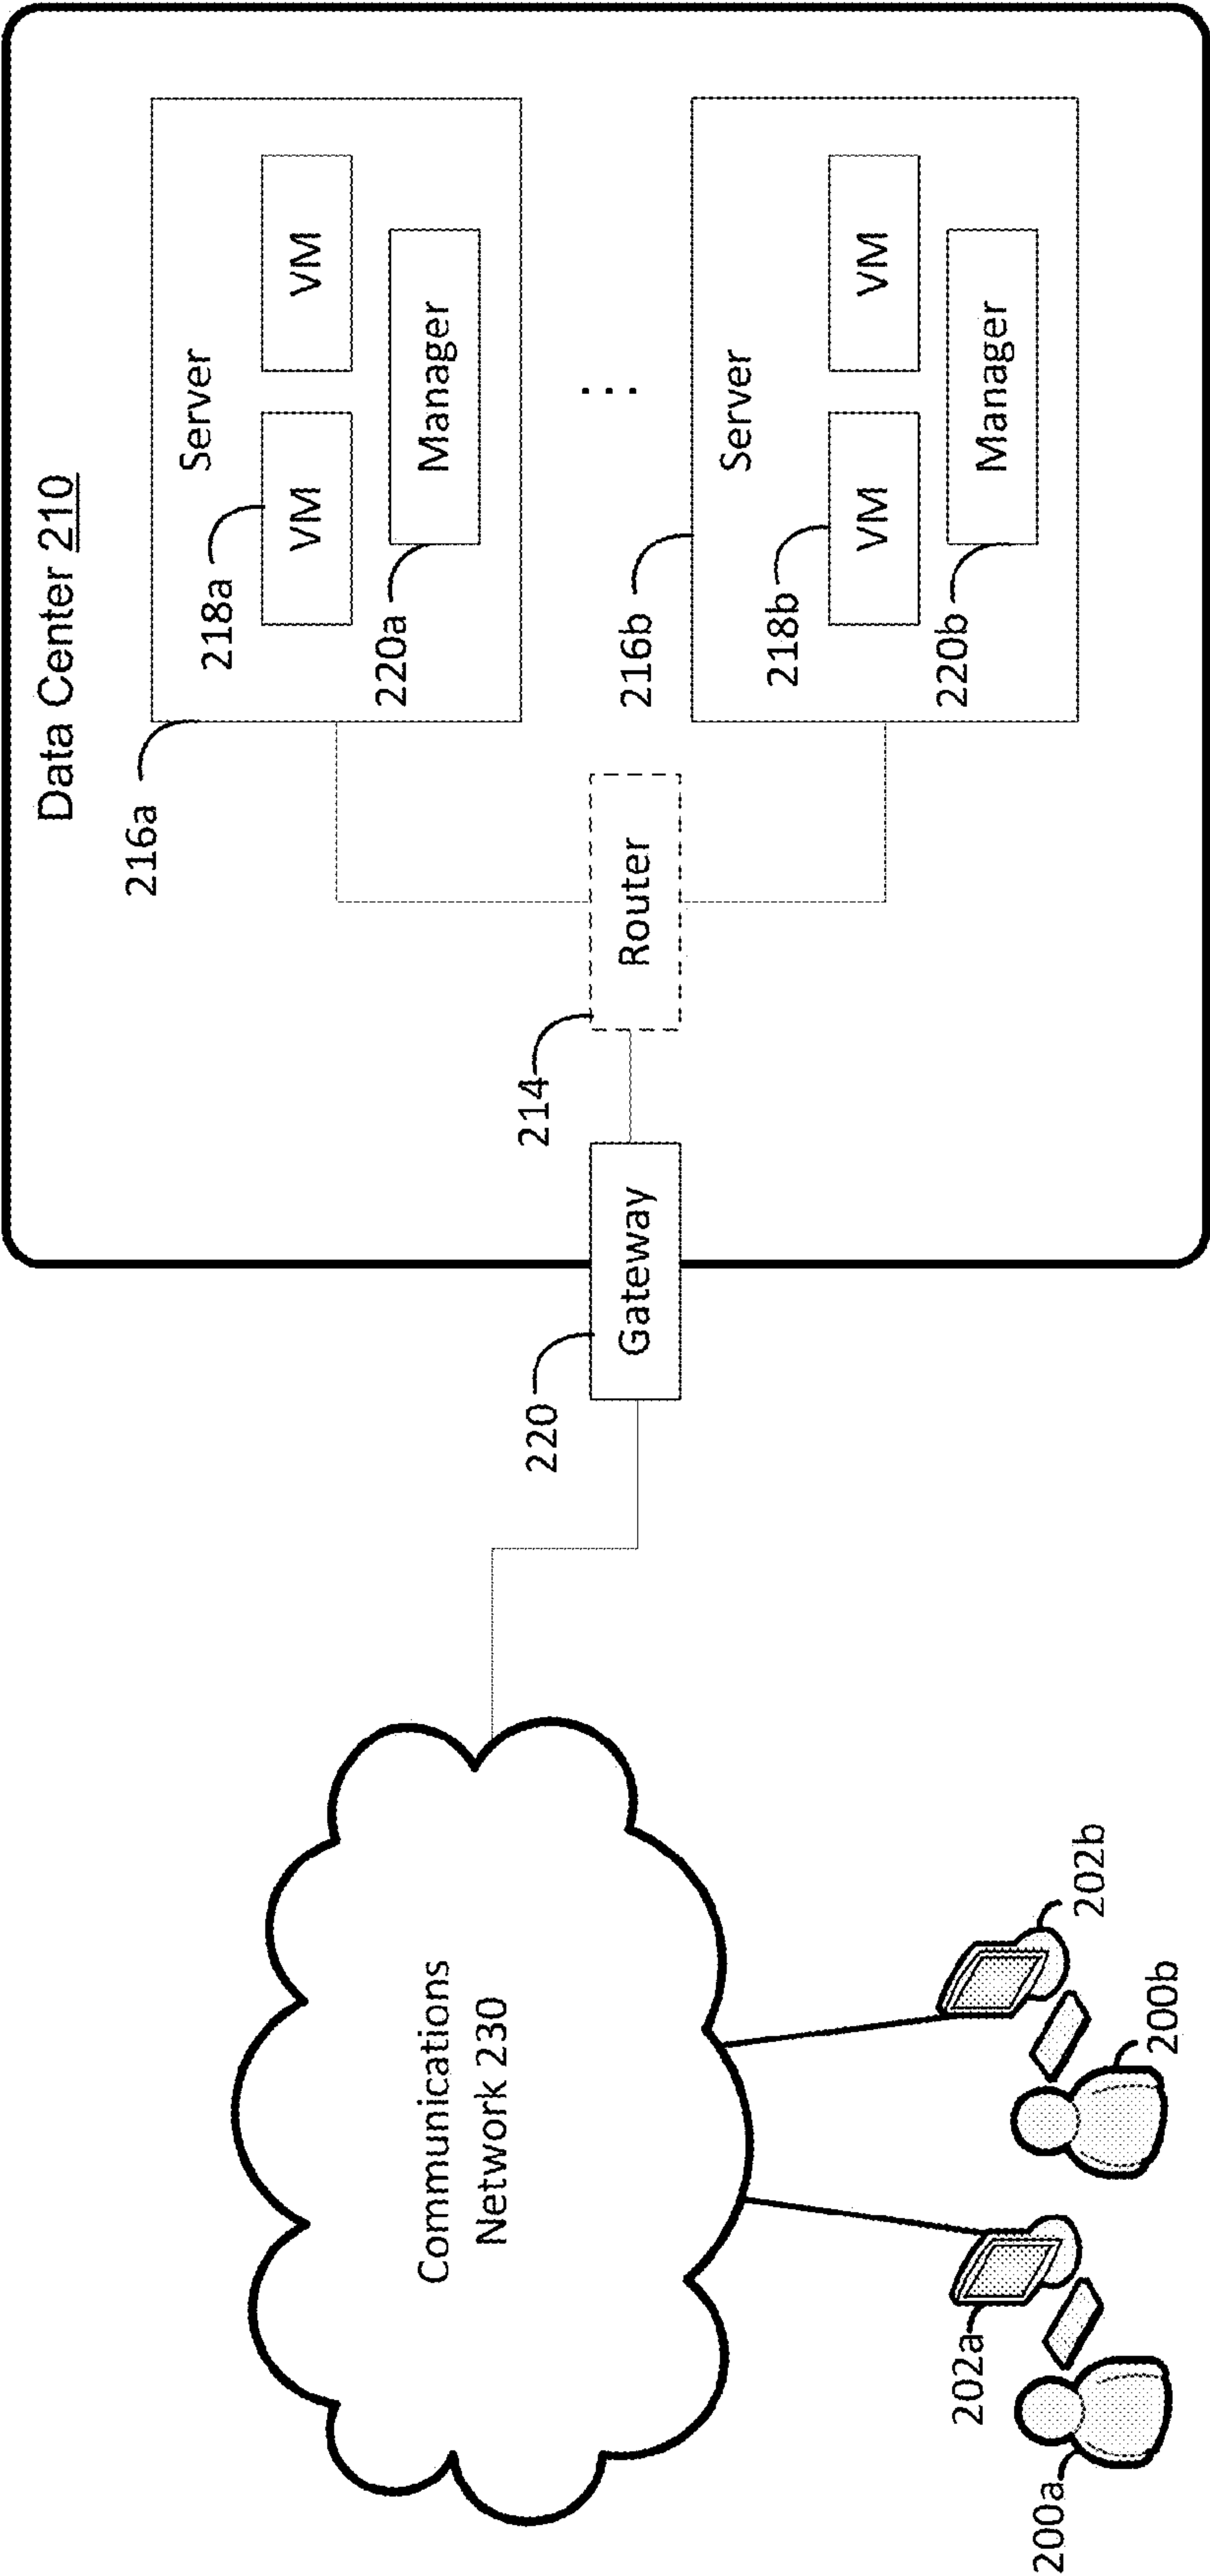 Data Center 210
216a
Server
218a
VM
VM
220a
Manager
...
216b
Server
218b
VM
VM
220b
Manager
214
Router
220
Gateway
Communications
Network 230
202a
202b
200a
200b